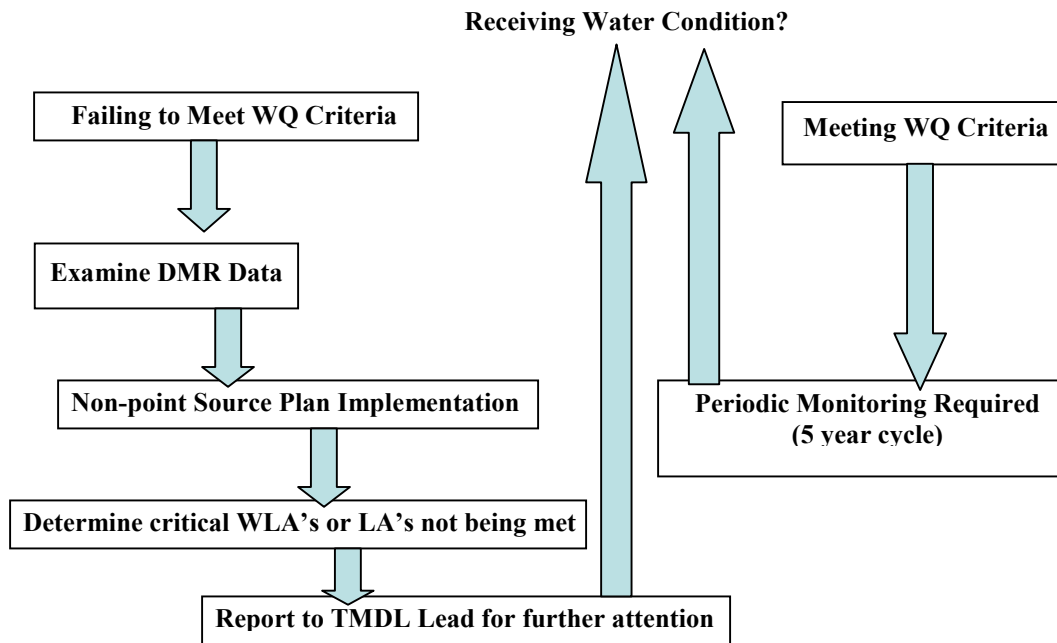 Receiving Water Condition?
Failing to Meet WQ Criteria
Meeting WQ Criteria
Examine DMR Data
Non-point Source Plan Implementation
Periodic Monitoring Required
(5 year cycle)
Determine critical WLA’s or LA’s not being met
Report to TMDL Lead for further attention